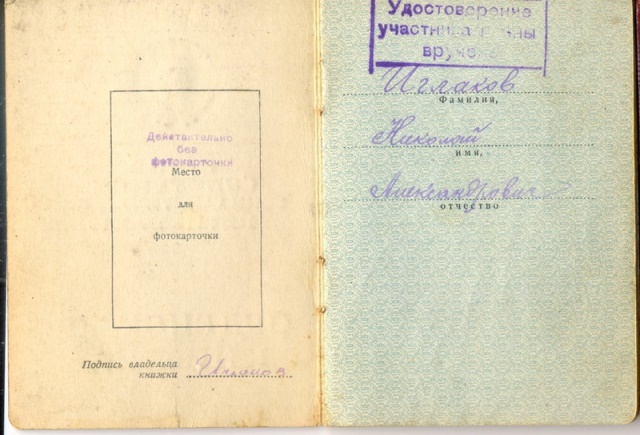 Действительно
без
фотокарточки
Место
для
фотокарточки
Подпись владельца
книжки Иглаков
Удостоверение
участника войны
вручено
Иглаков
Фамилия,
Николай
имя,
Александрович
отчество